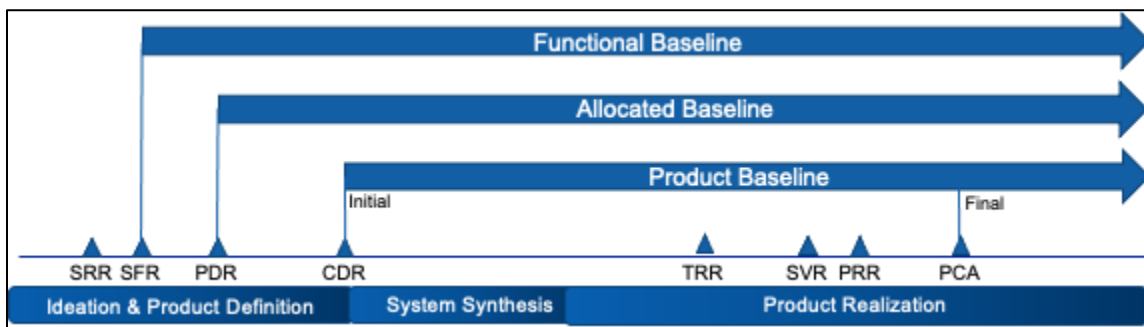 Functional Baseline
Allocated Baseline
Product Baseline
Initial
Final
SRR SFR PDR CDR TRR SVR PRR PCA
Ideation & Product Definition System Synthesis Product Realization